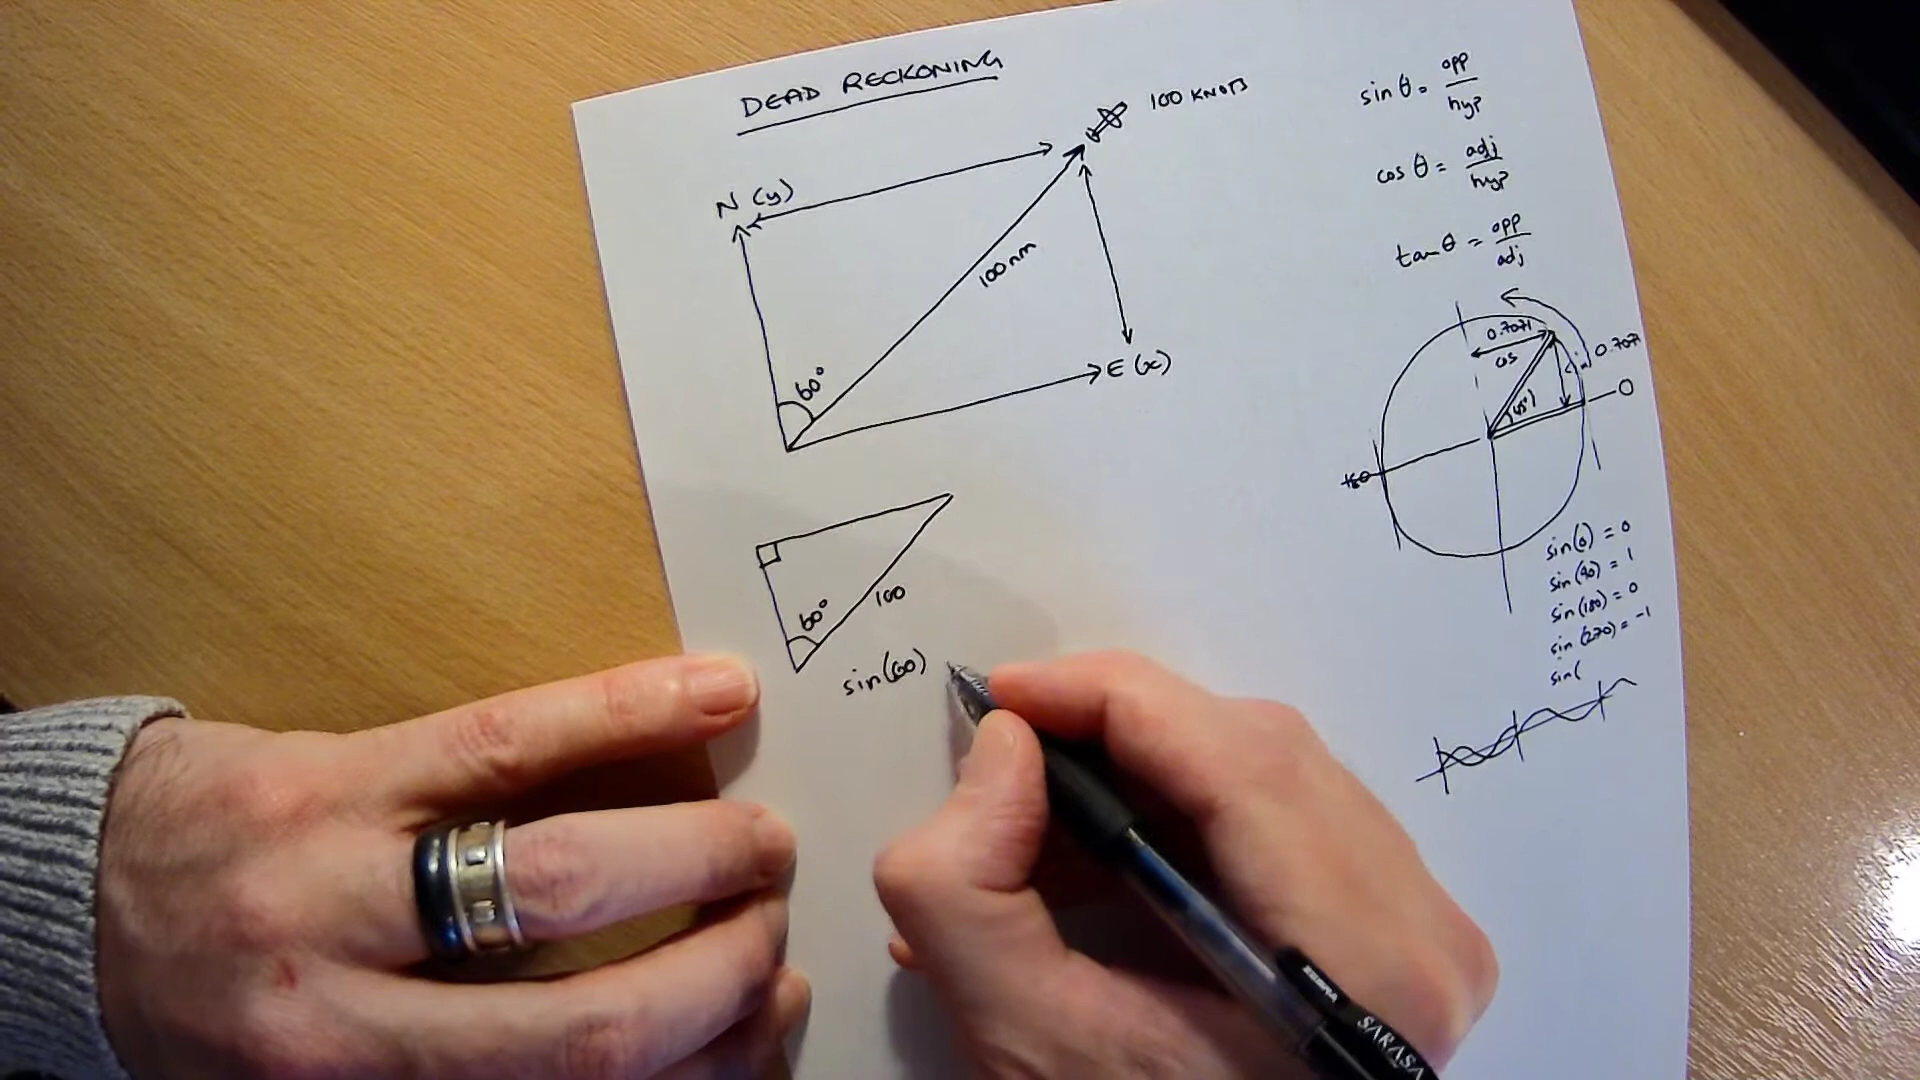 DEAD RECKONING
100 KNOTS
N (y)
100nm
60°
E (x)
60°
100
sin(60)
sin θ = opp
hyp
cos θ = adj
hyp
tan θ = opp
adj
0.7071
cos
0.7071
45°
0
180
sin(0) = 0
sin(90) = 1
sin(180) = 0
sin(270) = -1
sin(
ZEBRA
SARASA